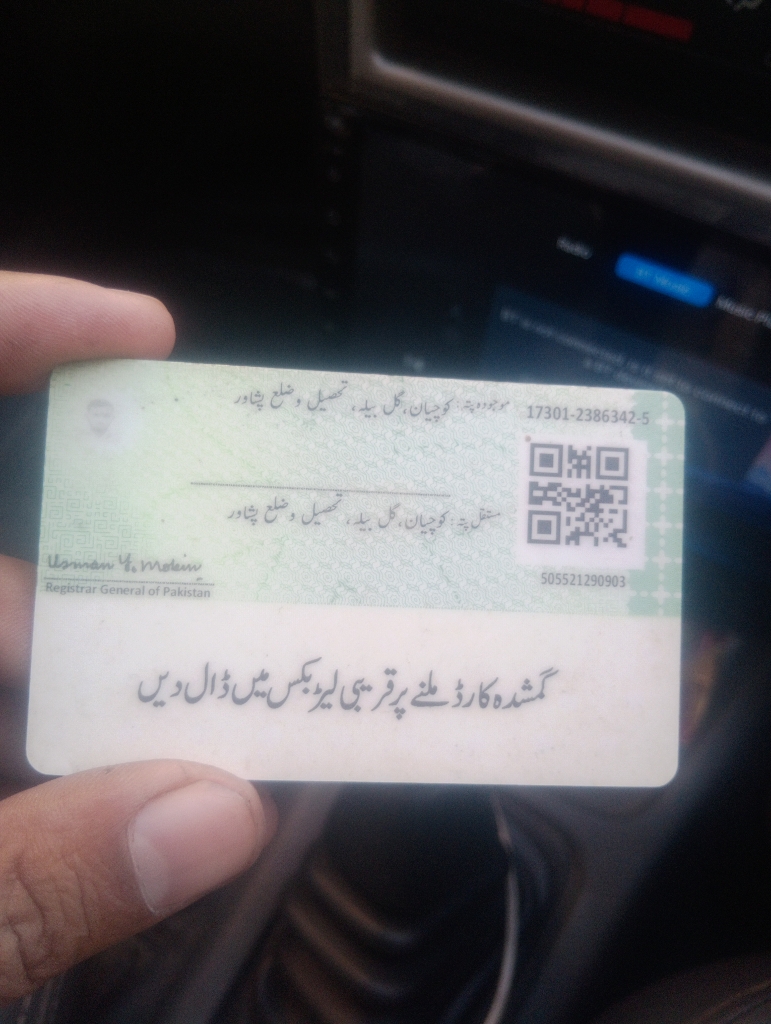 17301-2386342-5
موجودہ پتہ: کوچیان، گل بیلہ، تحصیل و ضلع پشاور
مستقل پتہ: کوچیان، گل بیلہ، تحصیل و ضلع پشاور
505521290903
Usman Y. Mobin
Registrar General of Pakistan
گمشدہ کارڈ ملنے پر قریبی لیٹر بکس میں ڈال دیں